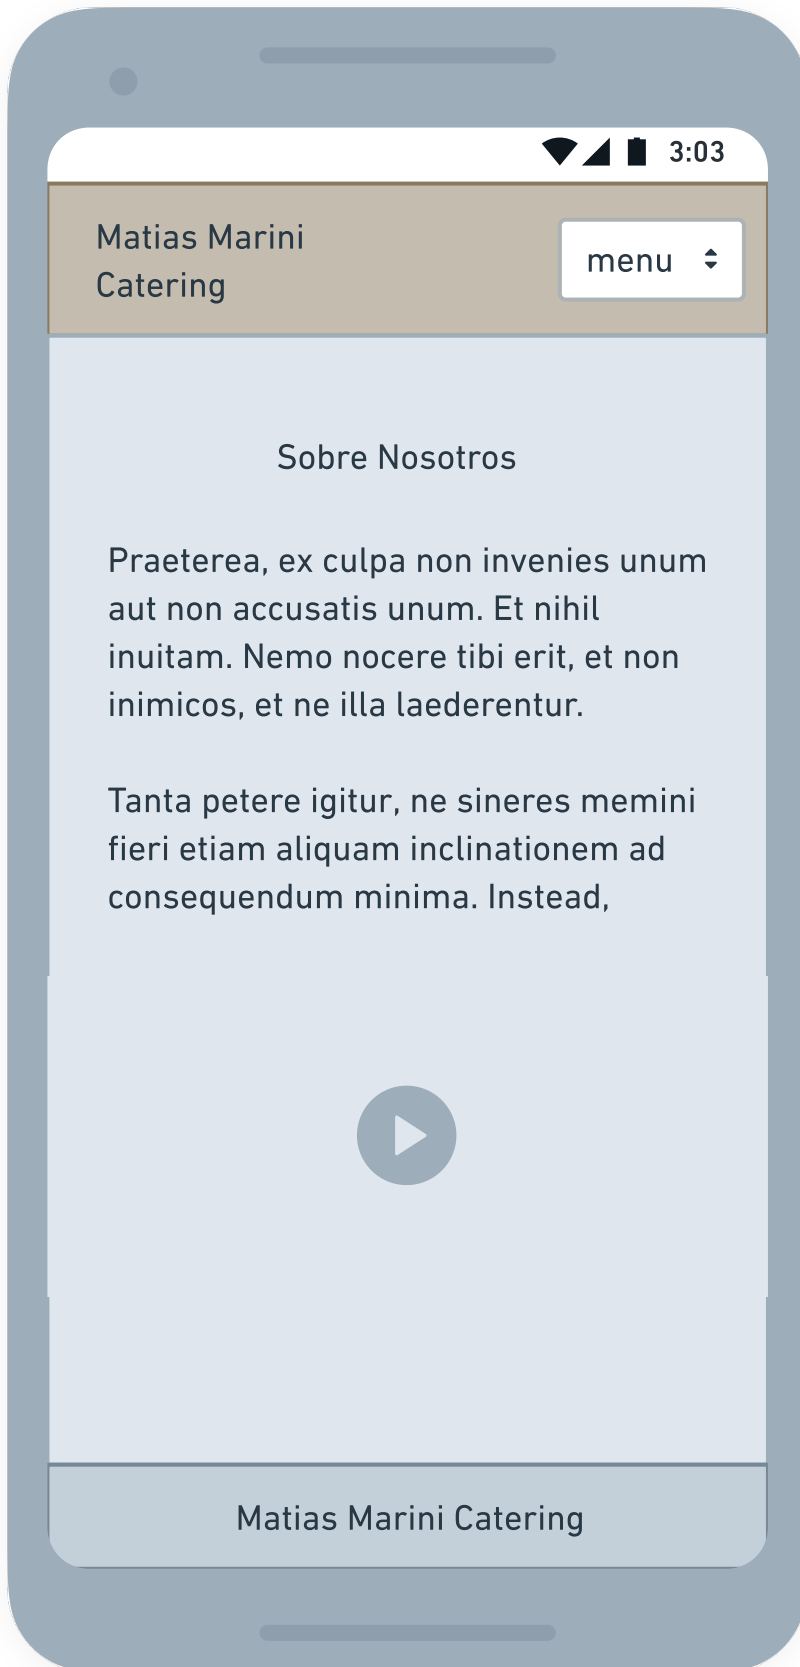 3:03
Matias Marini
Catering
menu
Sobre Nosotros
Praeterea, ex culpa non invenies unum
aut non accusatis unum. Et nihil
inuitam. Nemo nocere tibi erit, et non
inimicos, et ne illa laederentur.
Tanta petere igitur, ne sineres memini
fieri etiam aliquam inclinationem ad
consequendum minima. Instead,
Matias Marini Catering